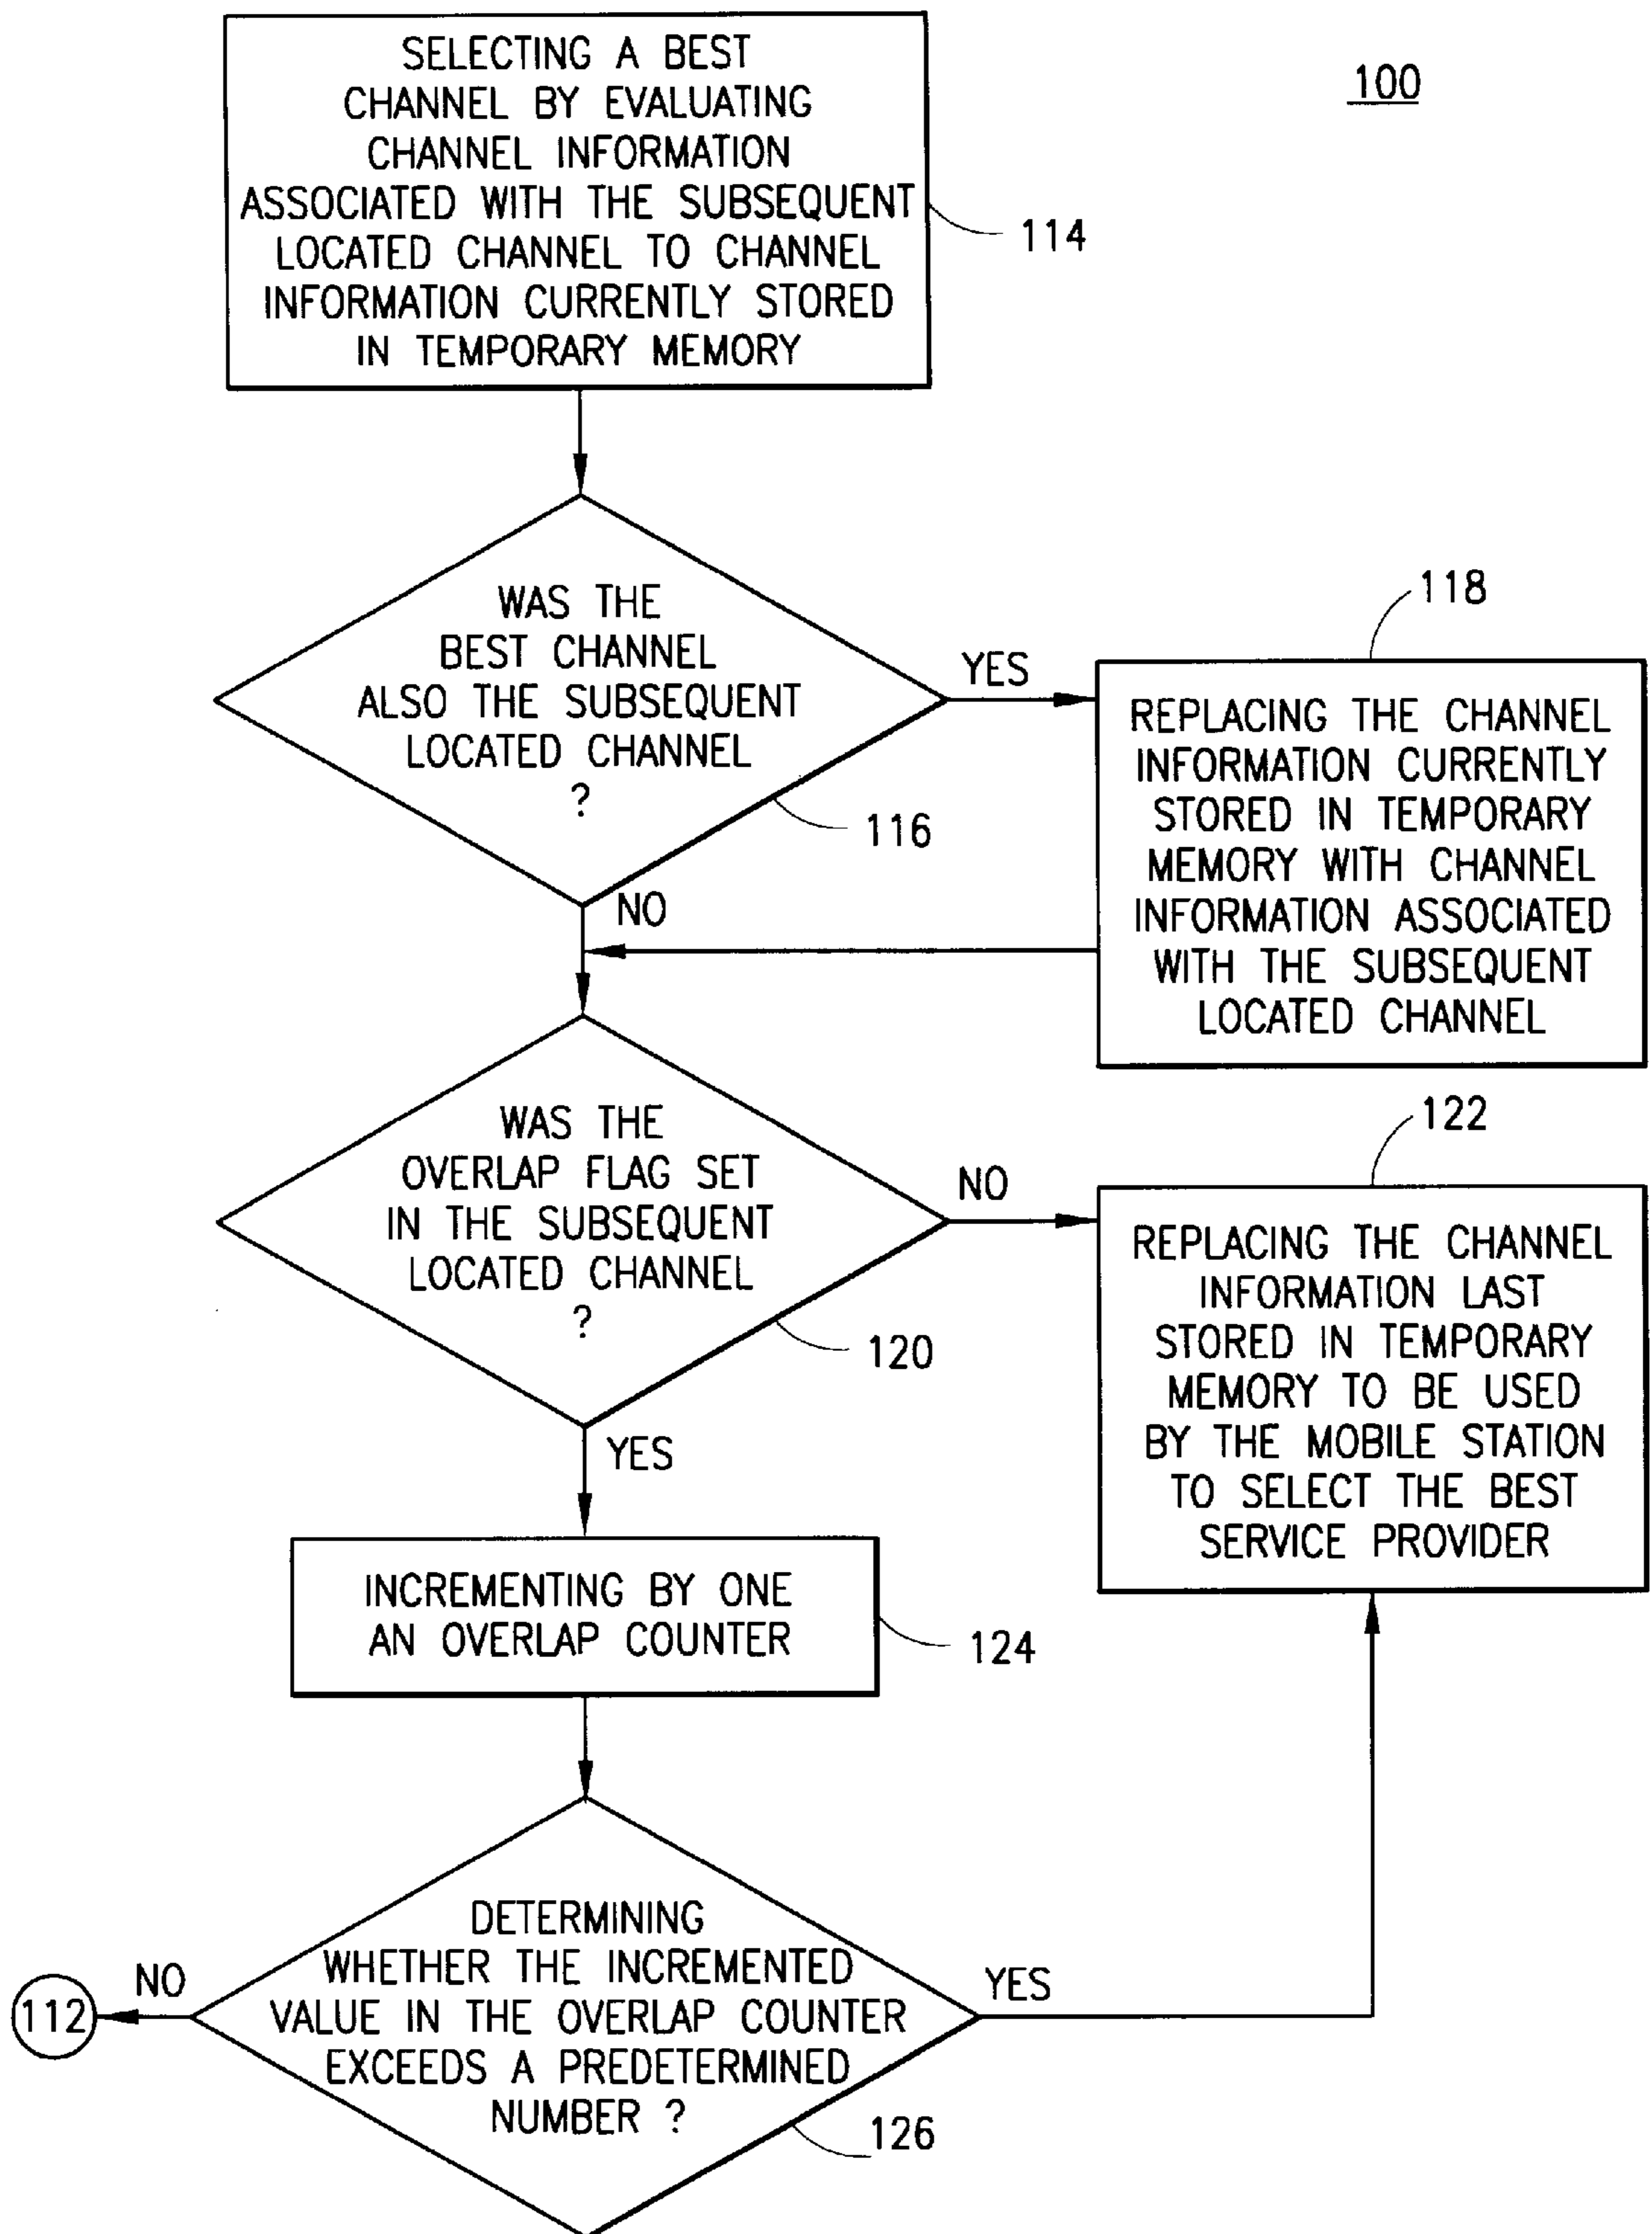 SELECTING A BEST
CHANNEL BY EVALUATING
CHANNEL INFORMATION
ASSOCIATED WITH THE SUBSEQUENT
LOCATED CHANNEL TO CHANNEL
INFORMATION CURRENTLY STORED
IN TEMPORARY MEMORY
100
114
WAS THE
BEST CHANNEL
ALSO THE SUBSEQUENT
LOCATED CHANNEL
?
116
YES
NO
118
REPLACING THE CHANNEL
INFORMATION CURRENTLY
STORED IN TEMPORARY
MEMORY WITH CHANNEL
INFORMATION ASSOCIATED
WITH THE SUBSEQUENT
LOCATED CHANNEL
WAS THE
OVERLAP FLAG SET
IN THE SUBSEQUENT
LOCATED CHANNEL
?
120
NO
YES
122
REPLACING THE CHANNEL
INFORMATION LAST
STORED IN TEMPORARY
MEMORY TO BE USED
BY THE MOBILE STATION
TO SELECT THE BEST
SERVICE PROVIDER
INCREMENTING BY ONE
AN OVERLAP COUNTER
124
DETERMINING
WHETHER THE INCREMENTED
VALUE IN THE OVERLAP COUNTER
EXCEEDS A PREDETERMINED
NUMBER ?
126
NO
112
YES